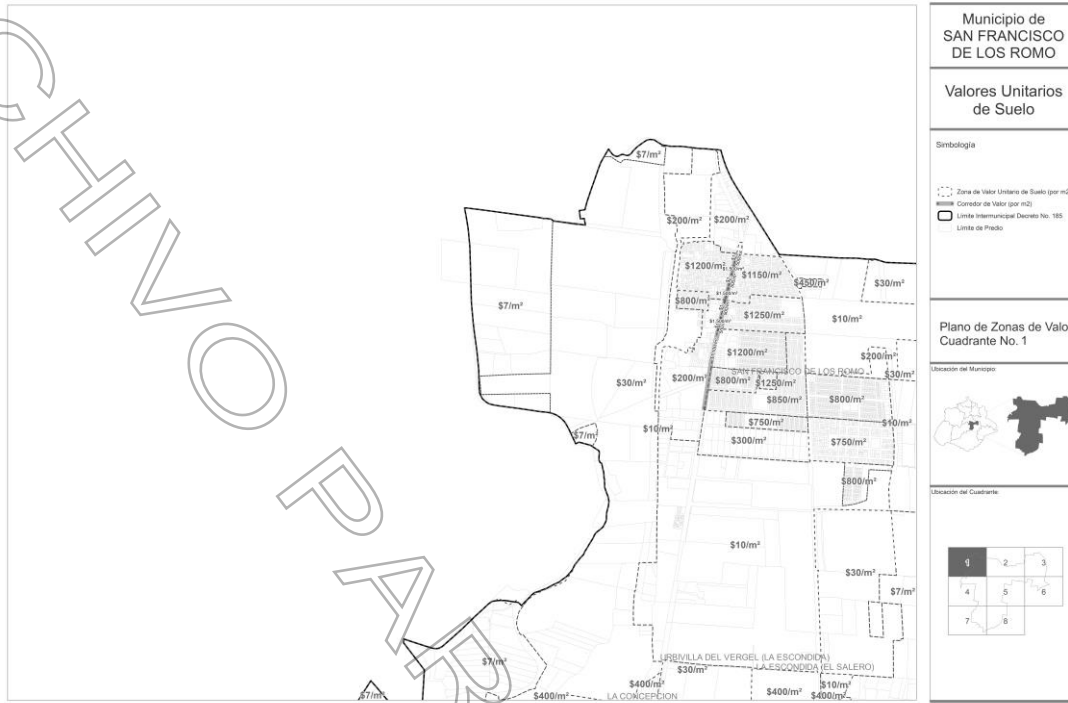 CHIVO PAR
Municipio de
SAN FRANCISCO
DE LOS ROMO
Valores Unitarios
de Suelo
Simbología
Zona de Valor Unitario de Suelo (por m2
Corredor de Valor (por m2)
Limite Intermunicipal Decreto No. 185
Limite de Predio
Plano de Zonas de Valo
Cuadrante No. 1
Ubicación del Municipio:
Ubicación del Cuadrante:
1 2 3
4 5 6
7 8
$7/m²
$200/m² $200/m²
$1200/m² $1150/m² $30/m²
$7/m² $800/m² $1250/m² $10/m²
$1200/m² $200/m²
SAN FRANCISCO DE LOS ROMO
$30/m² $200/m² $800/m² $1250/m² $30/m²
$850/m² $800/m²
$7/m² $10/m² $750/m² $10/m²
$300/m² $750/m²
$800/m²
$10/m²
$30/m²
$7/m²
URBIVILLA DEL VERGEL (LA ESCONDIDA)
$7/m² $30/m² LA ESCONDIDA (EL SALERO)
$400/m² $10/m²
$7/m² $400/m² LA CONCEPCION $400/m² $400/m²